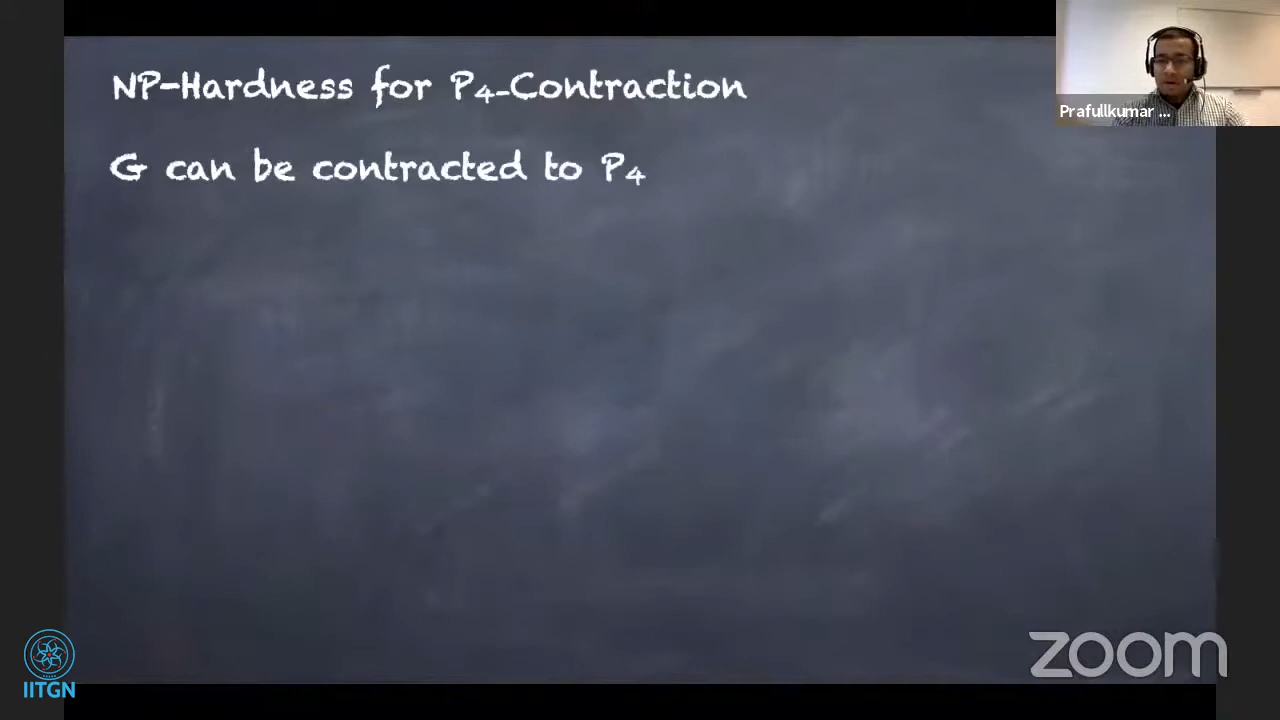 NP-Hardness for P4-Contraction
G can be contracted to P4
Prafullkumar ...
IITGN
zoom